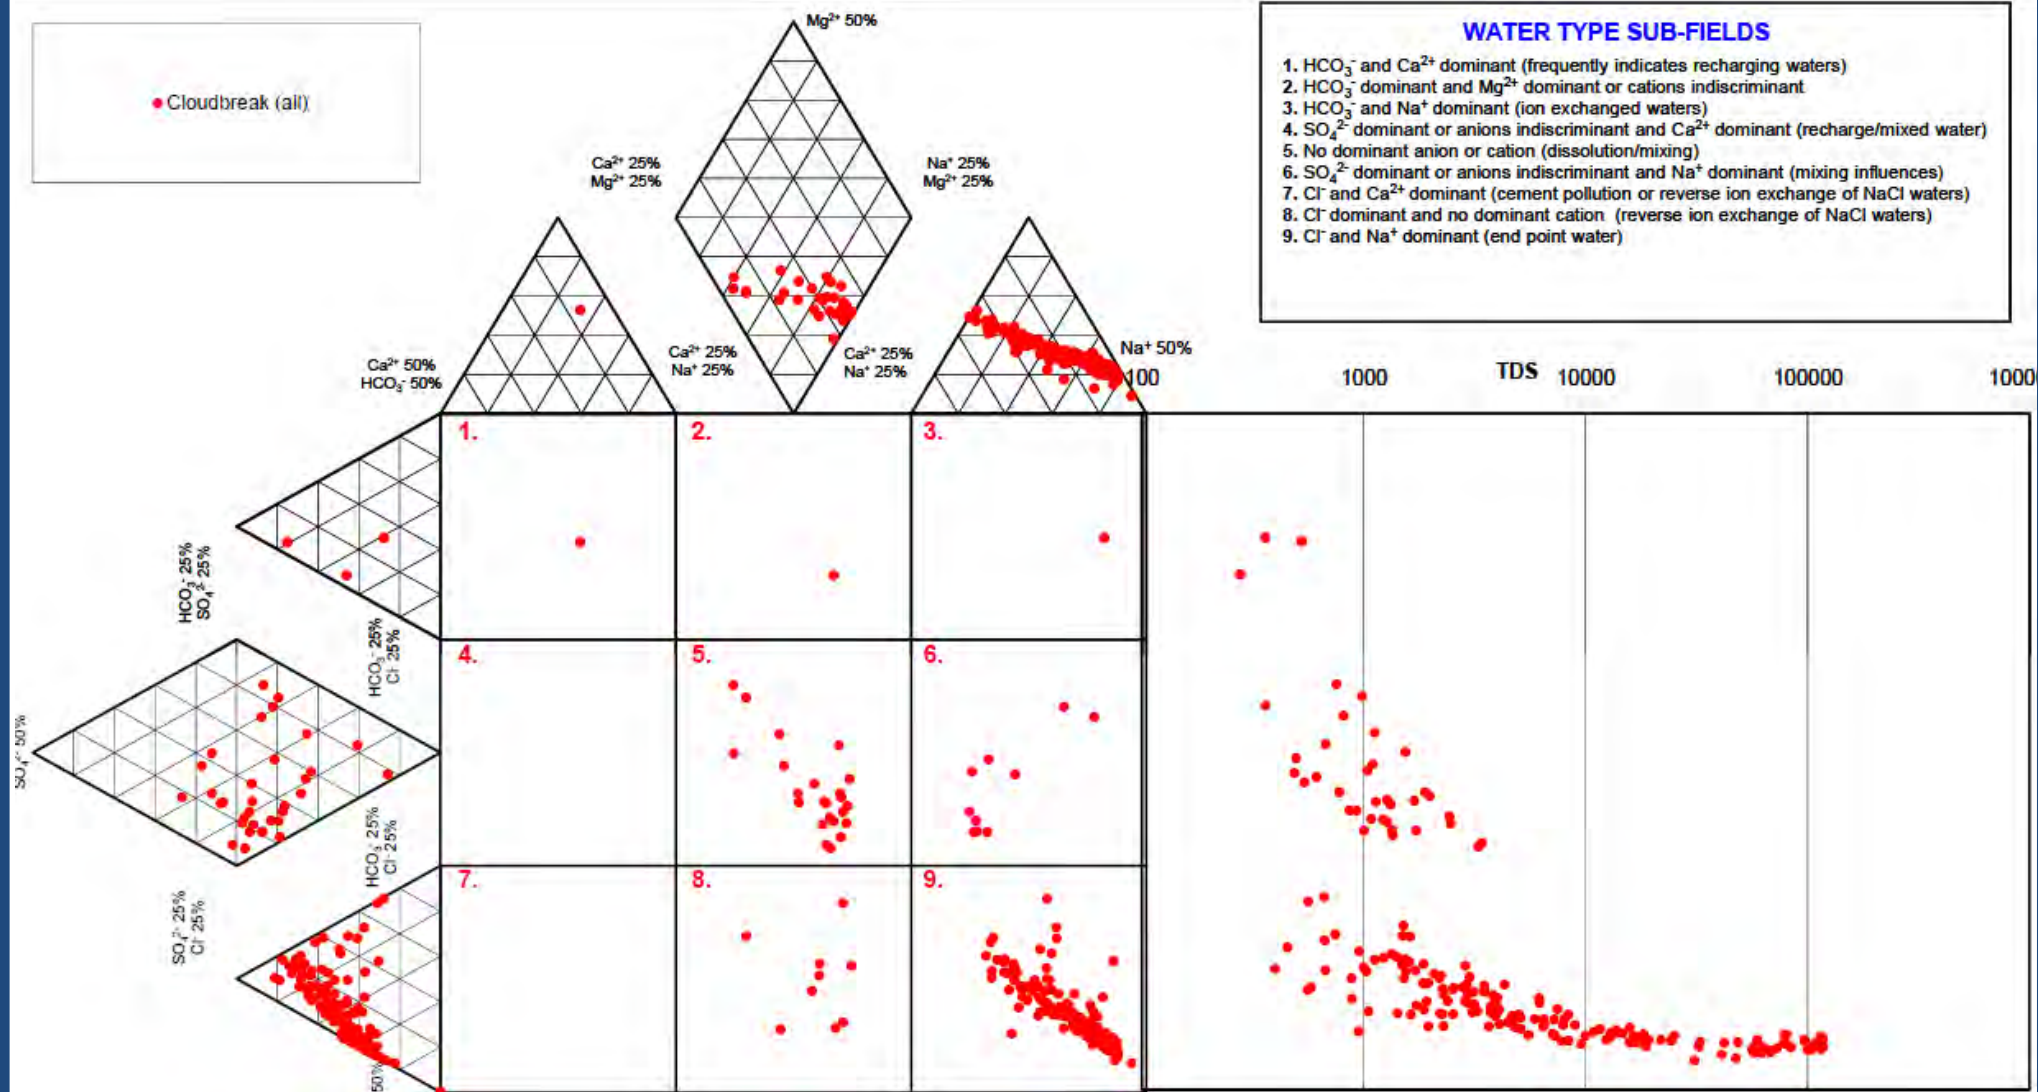 Cloudbreak (all)
Mg²⁺ 50%
WATER TYPE SUB-FIELDS
1. HCO₃⁻ and Ca²⁺ dominant (frequently indicates recharging waters)
2. HCO₃⁻ dominant and Mg²⁺ dominant or cations indiscriminant
3. HCO₃⁻ and Na⁺ dominant (ion exchanged waters)
4. SO₄²⁻ dominant or anions indiscriminant and Ca²⁺ dominant (recharge/mixed water)
5. No dominant anion or cation (dissolution/mixing)
6. SO₄²⁻ dominant or anions indiscriminant and Na⁺ dominant (mixing influences)
7. Cl⁻ and Ca²⁺ dominant (cement pollution or reverse ion exchange of NaCl waters)
8. Cl⁻ dominant and no dominant cation (reverse ion exchange of NaCl waters)
9. Cl⁻ and Na⁺ dominant (end point water)
Ca²⁺ 25%
Mg²⁺ 25%
Na⁺ 25%
Mg²⁺ 25%
Ca²⁺ 50%
HCO₃⁻ 50%
Ca²⁺ 25%
Na⁺ 25%
Ca²⁺ 25%
Na⁺ 25%
Na⁺ 50%
100 1000 TDS 10000 100000 1000
1. 2. 3.
HCO₃⁻ 25%
SO₄²⁻ 25%
HCO₃⁻ 25%
Cl⁻ 25%
4. 5. 6.
SO₄²⁻ 50%
HCO₃⁻ 25%
Cl⁻ 25%
7. 8. 9.
SO₄²⁻ 25%
Cl⁻ 25%
50%